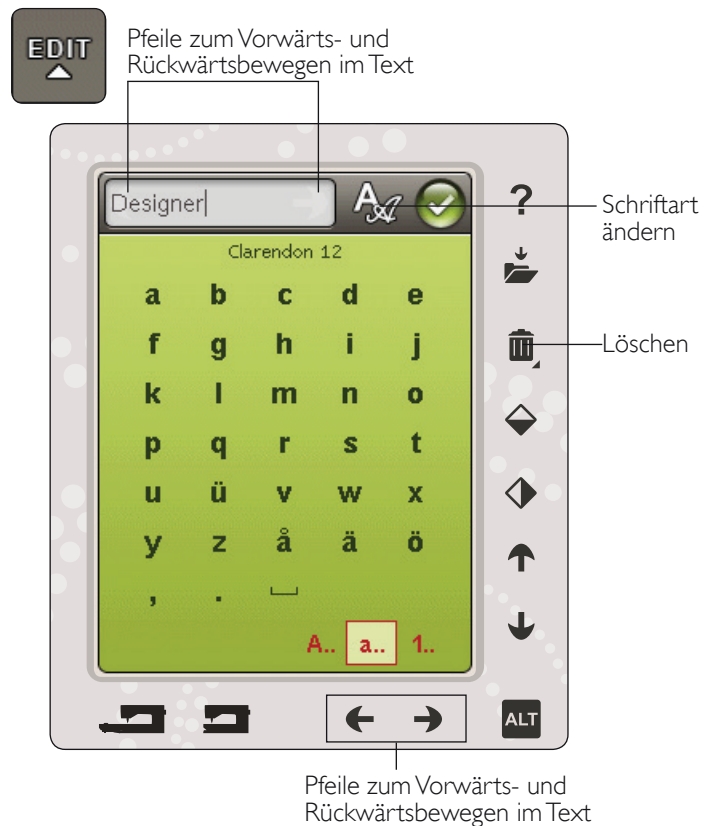 EDIT
Pfeile zum Vorwärts- und
Rückwärtsbewegen im Text
Designer
Clarendon 12
a b c d e
f g h i j
k l m n o
p q r s t
u ü v w x
y z å ä ö
, .
A.. a.. 1..
?
Schriftart
ändern
Löschen
ALT
Pfeile zum Vorwärts- und
Rückwärtsbewegen im Text